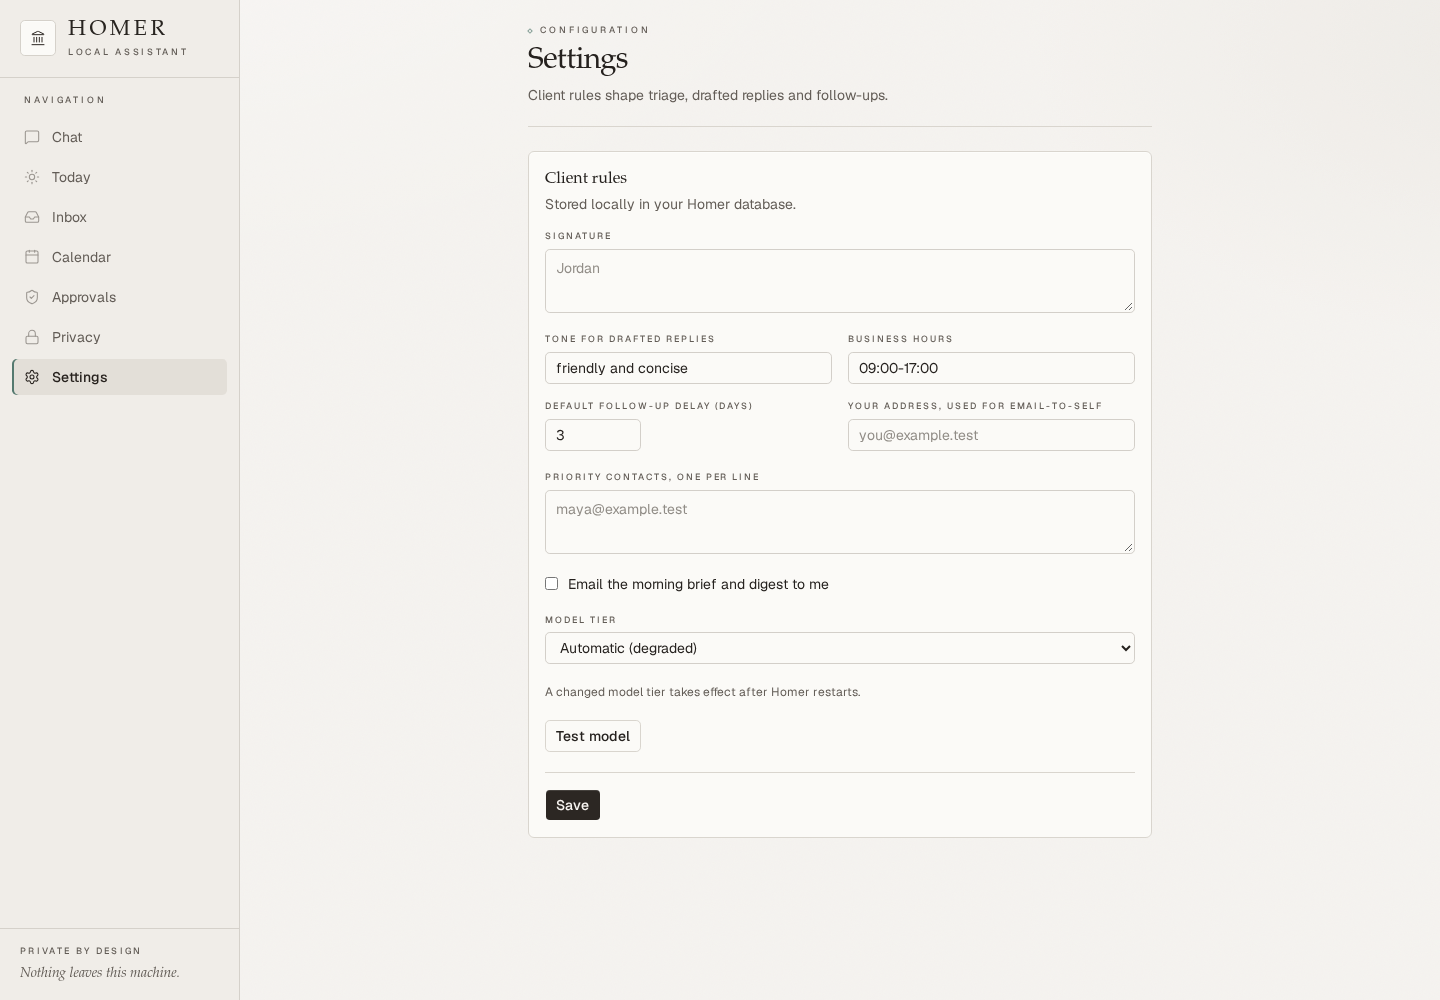 HOMER
LOCAL ASSISTANT
NAVIGATION
Chat
Today
Inbox
Calendar
Approvals
Privacy
Settings
PRIVATE BY DESIGN
Nothing leaves this machine.
CONFIGURATION
Settings
Client rules shape triage, drafted replies and follow-ups.
Client rules
Stored locally in your Homer database.
SIGNATURE
Jordan
TONE FOR DRAFTED REPLIES
friendly and concise
BUSINESS HOURS
09:00-17:00
DEFAULT FOLLOW-UP DELAY (DAYS)
3
YOUR ADDRESS, USED FOR EMAIL-TO-SELF
you@example.test
PRIORITY CONTACTS, ONE PER LINE
maya@example.test
Email the morning brief and digest to me
MODEL TIER
Automatic (degraded)
A changed model tier takes effect after Homer restarts.
Test model
Save